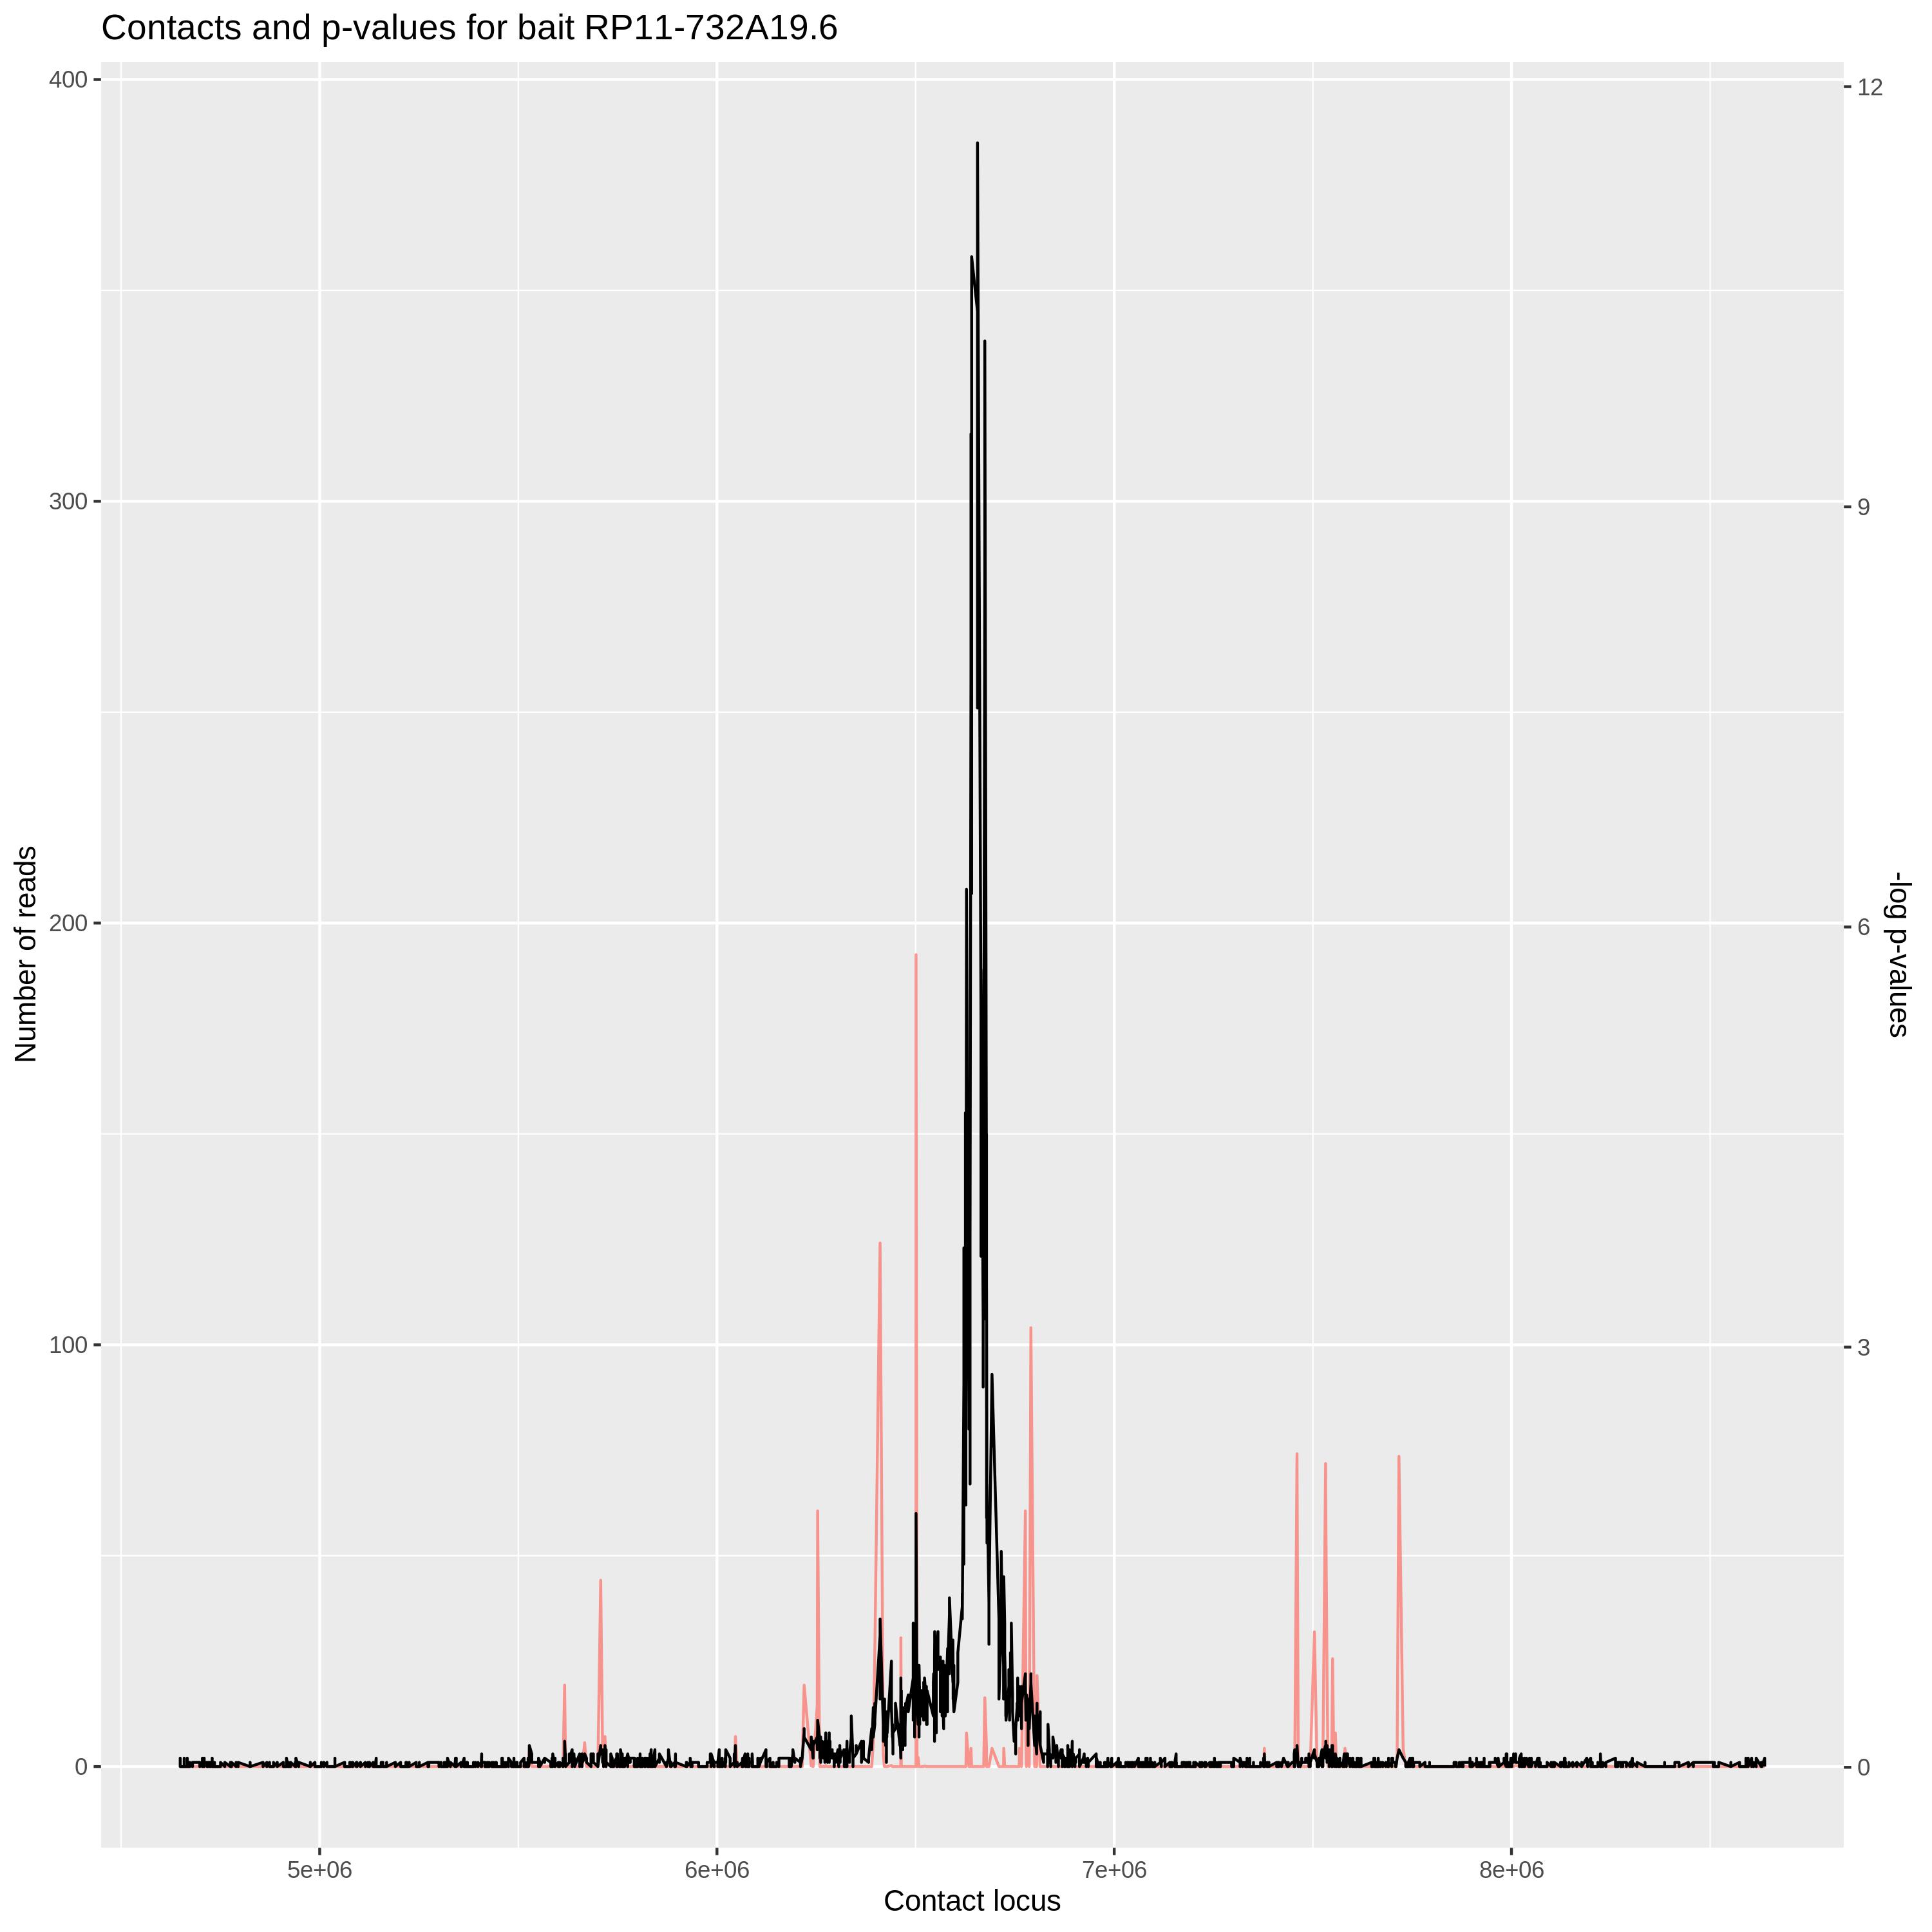 Contacts and p-values for bait RP11-732A19.6
400
300
200
100
0
12
9
6
3
0
Number of reads
-log p-values
5e+06
6e+06
7e+06
8e+06
Contact locus